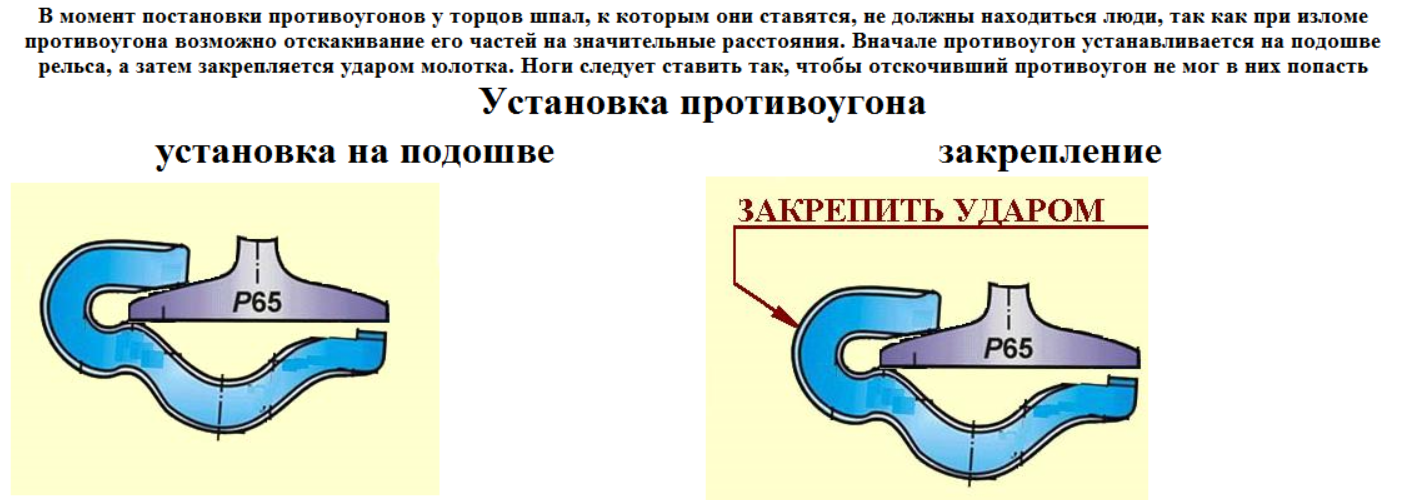 В момент постановки противоугонов у торцов шпал, к которым они ставятся, не должны находиться люди, так как при изломе
противоугона возможно отскакивание его частей на значительные расстояния. Вначале противоугон устанавливается на подошве
рельса, а затем закрепляется ударом молотка. Ноги следует ставить так, чтобы отскочивший противоугон не мог в них попасть
Установка противоугона
установка на подошве
закрепление
Р65
ЗАКРЕПИТЬ УДАРОМ
Р65